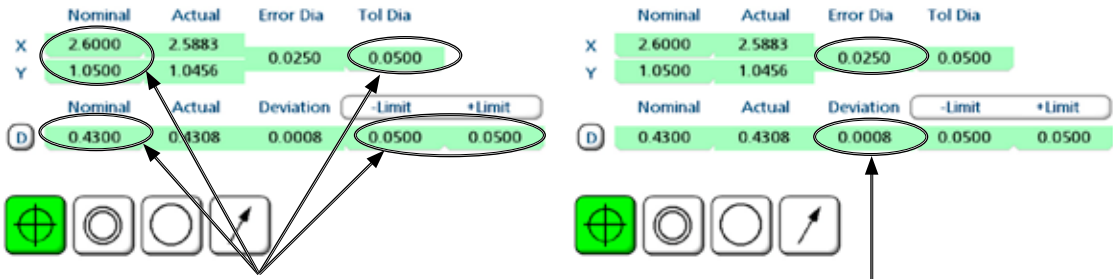 Nominal Actual Error Dia Tol Dia
X 2.6000 2.5883 0.0250 0.0500
Y 1.0500 1.0456
Nominal Actual Deviation -Limit +Limit
D 0.4300 0.4308 0.0008 0.0500 0.0500
Nominal Actual Error Dia Tol Dia
X 2.6000 2.5883 0.0250 0.0500
Y 1.0500 1.0456
Nominal Actual Deviation -Limit +Limit
D 0.4300 0.4308 0.0008 0.0500 0.0500